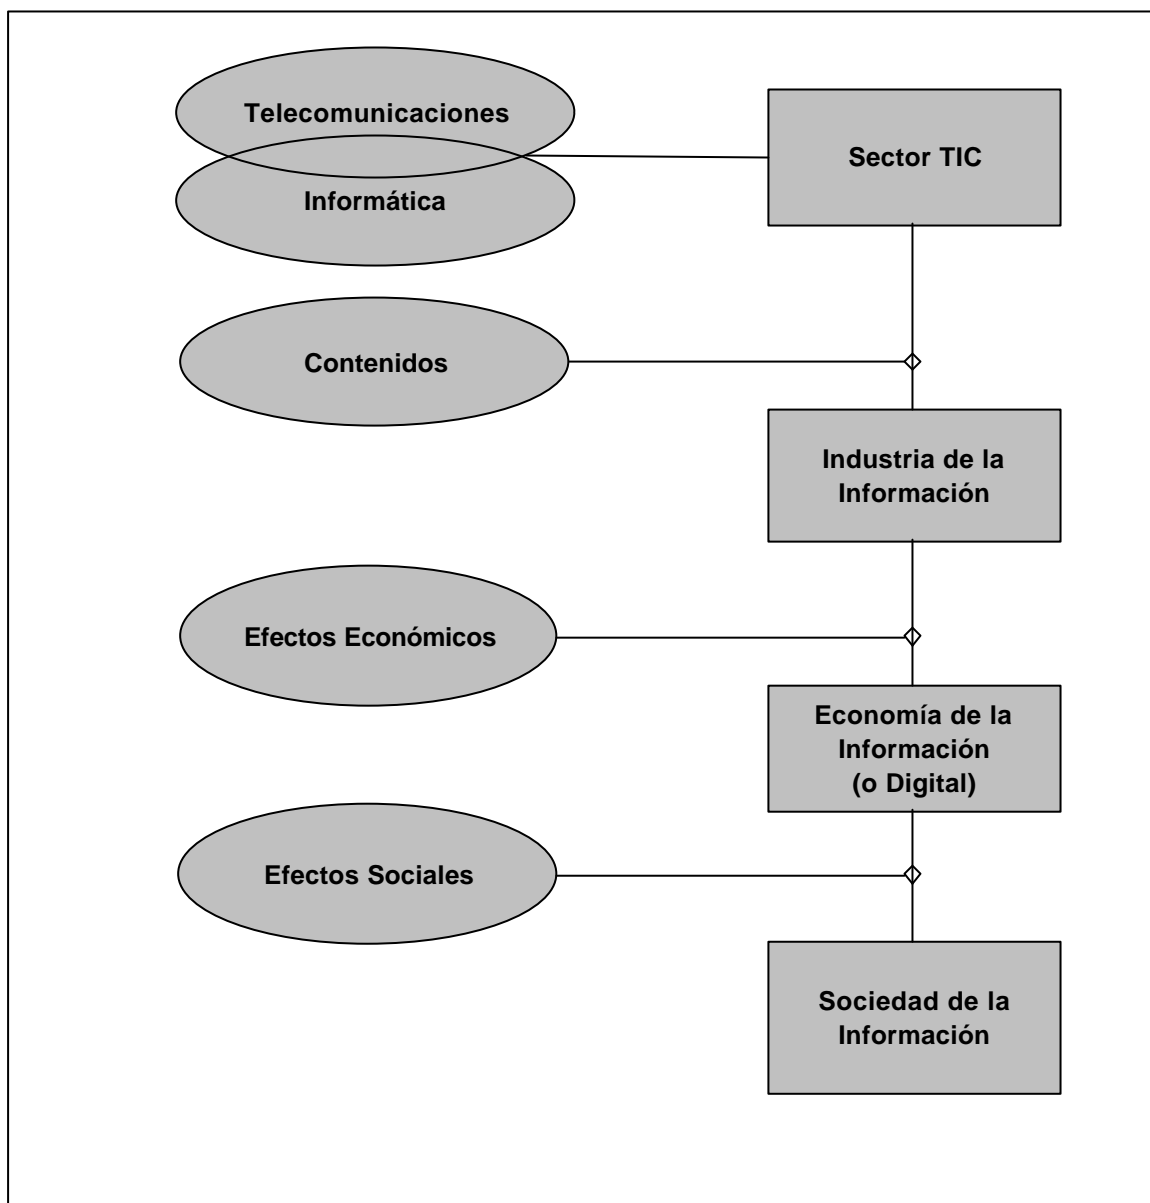 Telecomunicaciones
Sector TIC
Informática
Contenidos
Industria de la
Información
Efectos Económicos
Economía de la
Información
(o Digital)
Efectos Sociales
Sociedad de la
Información